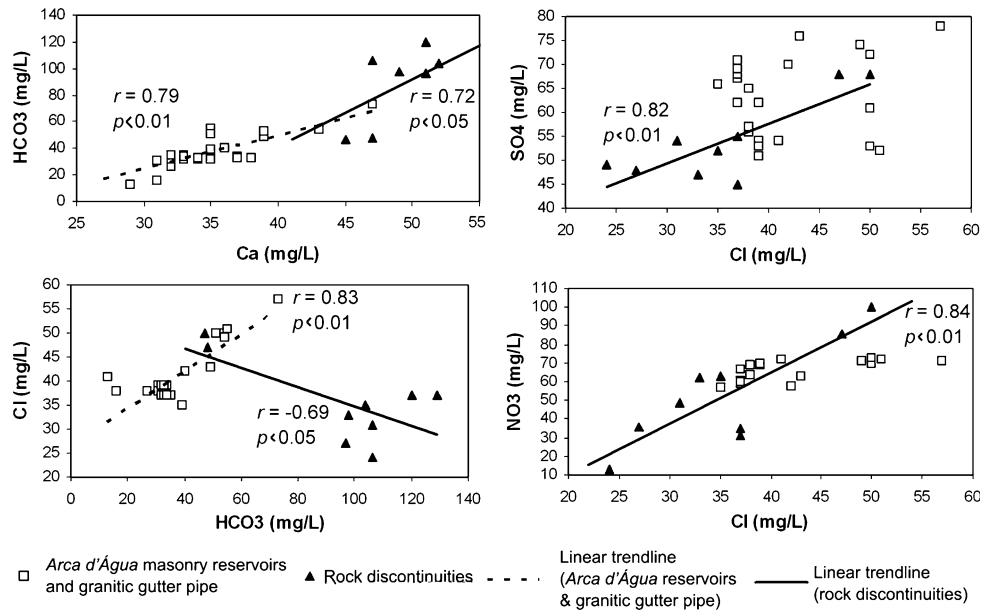 HCO3 (mg/L)
140
120
100
80
60
40
20
0
r = 0.79
p<0.01
r = 0.72
p<0.05
25 30 35 40 45 50 55
Ca (mg/L)
SO4 (mg/L)
80
75
70
65
60
55
50
45
40
r = 0.82
p<0.01
20 30 40 50 60
Cl (mg/L)
Cl (mg/L)
60
55
50
45
40
35
30
25
20
r = 0.83
p<0.01
r = -0.69
p<0.05
0 20 40 60 80 100 120 140
HCO3 (mg/L)
NO3 (mg/L)
110
100
90
80
70
60
50
40
30
20
10
r = 0.84
p<0.01
20 25 30 35 40 45 50 55 60
Cl (mg/L)
Arca d'Água masonry reservoirs
and granitic gutter pipe
Rock discontinuities
Linear trendline
(Arca d'Água reservoirs
& granitic gutter pipe)
Linear trendline
(rock discontinuities)